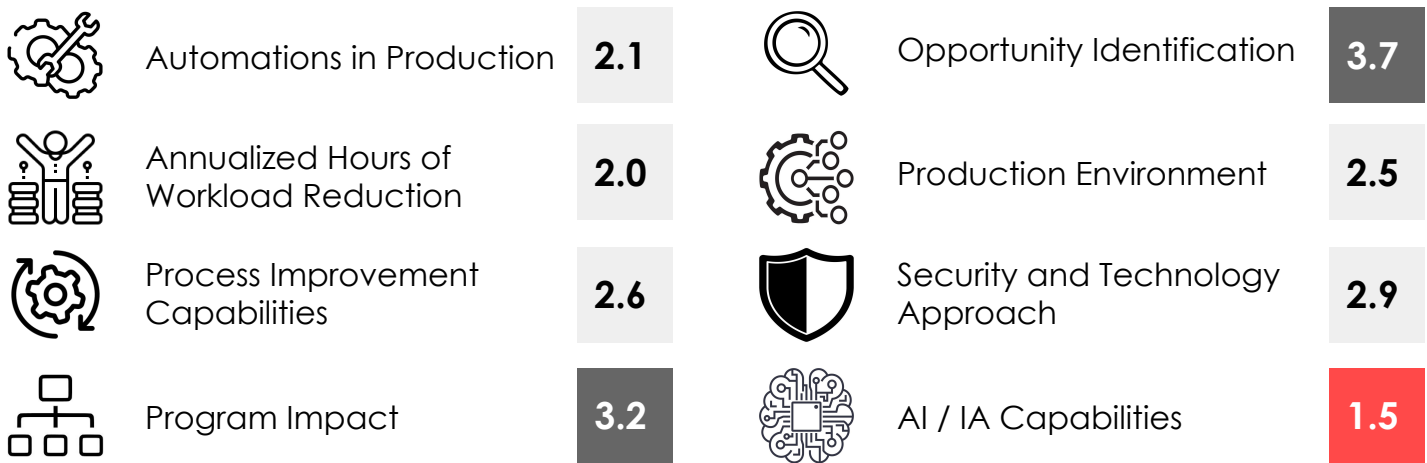 Automations in Production 2.1
Annualized Hours of
Workload Reduction 2.0
Process Improvement
Capabilities 2.6
Program Impact 3.2
Opportunity Identification 3.7
Production Environment 2.5
Security and Technology
Approach 2.9
AI / IA Capabilities 1.5